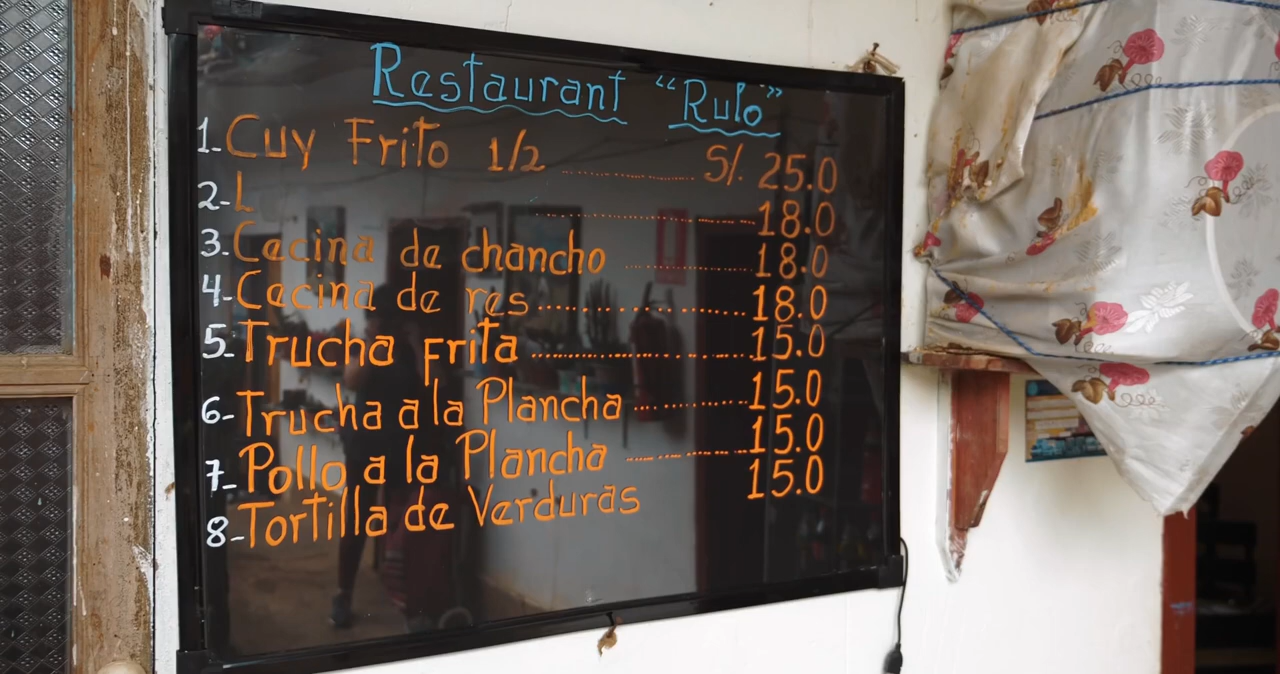 Restaurant "Rulo"
1. Cuy Frito 1/2 ............... S/. 25.0
2- L ............... 18.0
3. Cecina de chancho ............... 18.0
4- Cecina de res ............... 18.0
5. Trucha Frita ............... 15.0
6- Trucha a la Plancha ............... 15.0
7- Pollo a la Plancha ............... 15.0
8- Tortilla de Verduras 15.0